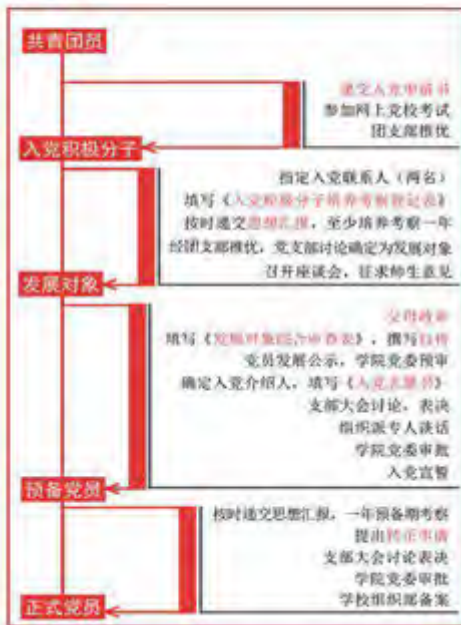 共青团员
递交入党申请书
参加网上党校考试
团支部推优
入党积极分子
指定入党联系人（两名）
填写《入党积极分子培养考察登记表》
按时递交思想汇报，至少培养考察一年
经团支部推优，党支部讨论确定为发展对象
召开座谈会，征求师生意见
发展对象
父母政审
填写《发展对象综合审查表》，撰写自传
党员发展公示，学院党委预审
确定入党介绍人，填写《入党志愿书》
支部大会讨论，表决
组织派专人谈话
学院党委审批
入党宣誓
预备党员
按时递交思想汇报，一年预备期考察
提出转正申请
支部大会讨论表决
学院党委审批
学校组织部备案
正式党员